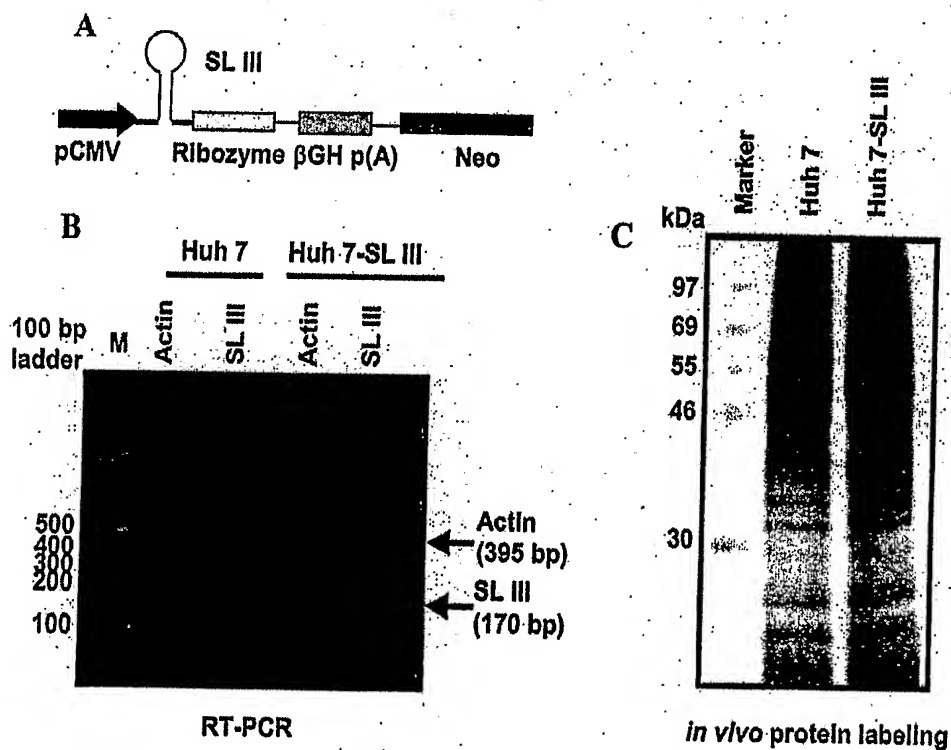 A
SL III
pCMV
Ribozyme βGH p(A)
Neo
B
Huh 7
Huh 7-SL III
100 bp
ladder
M
Actin
SL III
Actin
SL III
500
400
300
200
100
Actin
(395 bp)
SL III
(170 bp)
RT-PCR
C
kDa
Marker
Huh 7
Huh 7-SL III
97
69
55
46
30
in vivo protein labeling